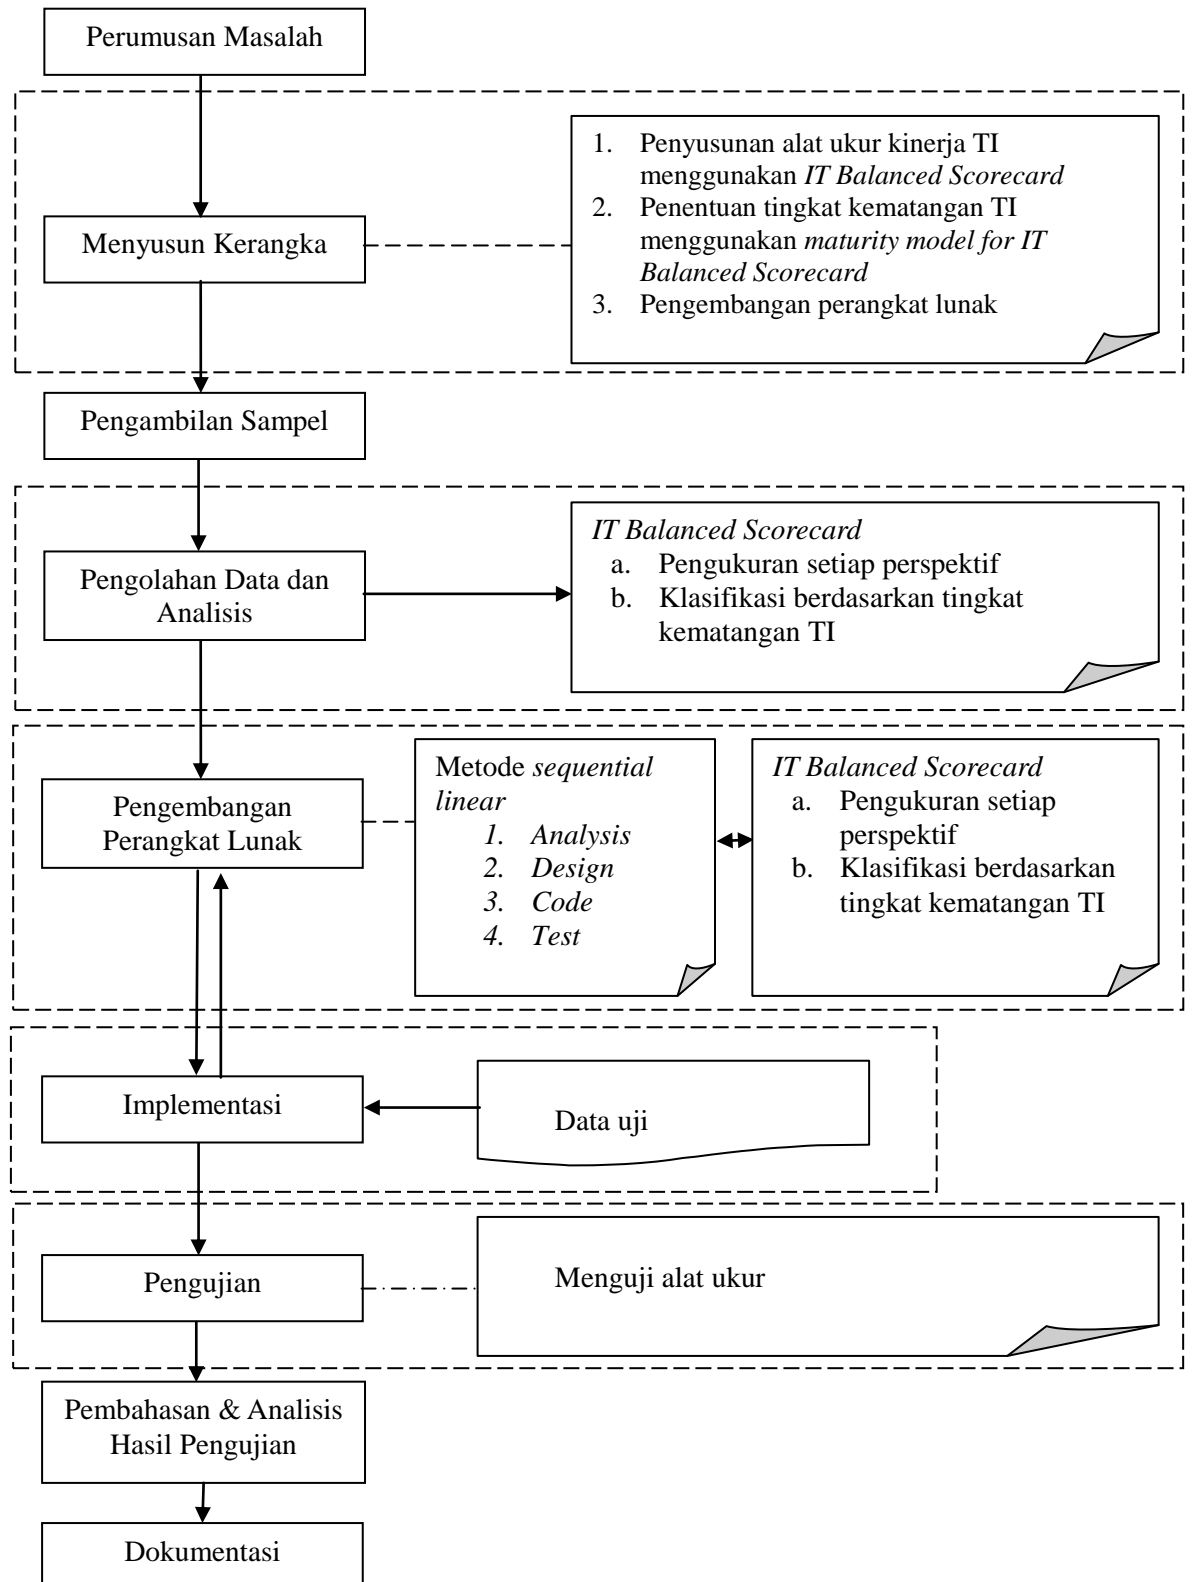 Perumusan Masalah
1. Penyusunan alat ukur kinerja TI
menggunakan IT Balanced Scorecard
2. Penentuan tingkat kematangan TI
menggunakan maturity model for IT
Balanced Scorecard
3. Pengembangan perangkat lunak
Menyusun Kerangka
Pengambilan Sampel
IT Balanced Scorecard
a. Pengukuran setiap perspektif
b. Klasifikasi berdasarkan tingkat
kematangan TI
Pengolahan Data dan
Analisis
Pengembangan
Perangkat Lunak
Metode sequential
linear
1. Analysis
2. Design
3. Code
4. Test
IT Balanced Scorecard
a. Pengukuran setiap
perspektif
b. Klasifikasi berdasarkan
tingkat kematangan TI
Implementasi
Data uji
Pengujian
Menguji alat ukur
Pembahasan & Analisis
Hasil Pengujian
Dokumentasi